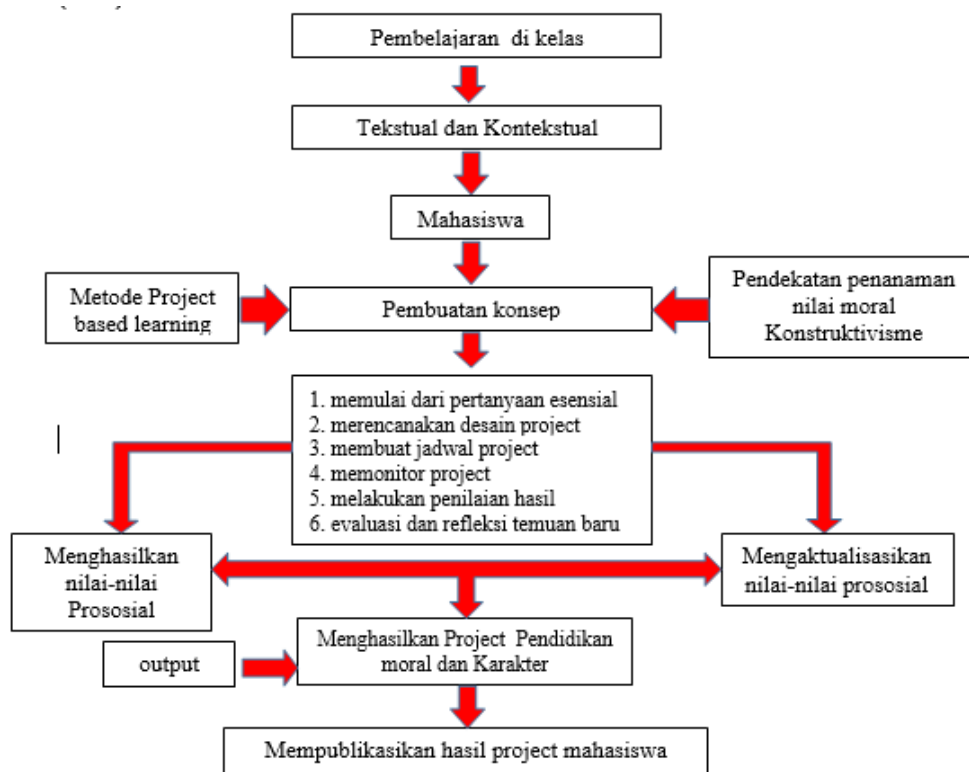 Pembelajaran di kelas
Tekstual dan Kontekstual
Mahasiswa
Metode Project
based learning
Pembuatan konsep
Pendekatan penanaman
nilai moral
Konstruktivisme
1. memulai dari pertanyaan esensial
2. merencanakan desain project
3. membuat jadwal project
4. memonitor project
5. melakukan penilaian hasil
6. evaluasi dan refleksi temuan baru
Menghasilkan
nilai-nilai
Prososial
Mengaktualisasikan
nilai-nilai prososial
Menghasilkan Project Pendidikan
moral dan Karakter
output
Mempublikasikan hasil project mahasiswa